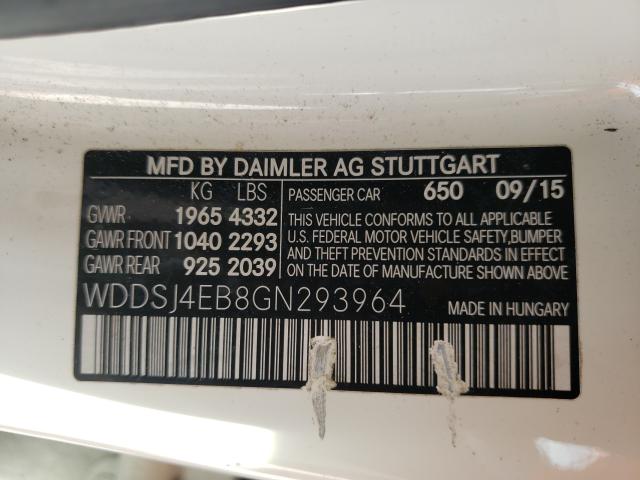 MFD BY DAIMLER AG STUTTGART
KG LBS
GVWR 1965 4332
GAWR FRONT 1040 2293
GAWR REAR 925 2039
PASSENGER CAR 650 09/15
THIS VEHICLE CONFORMS TO ALL APPLICABLE
U.S. FEDERAL MOTOR VEHICLE SAFETY,BUMPER
AND THEFT PREVENTION STANDARDS IN EFFECT
ON THE DATE OF MANUFACTURE SHOWN ABOVE.
WDDSJ4EB8GN293964
MADE IN HUNGARY